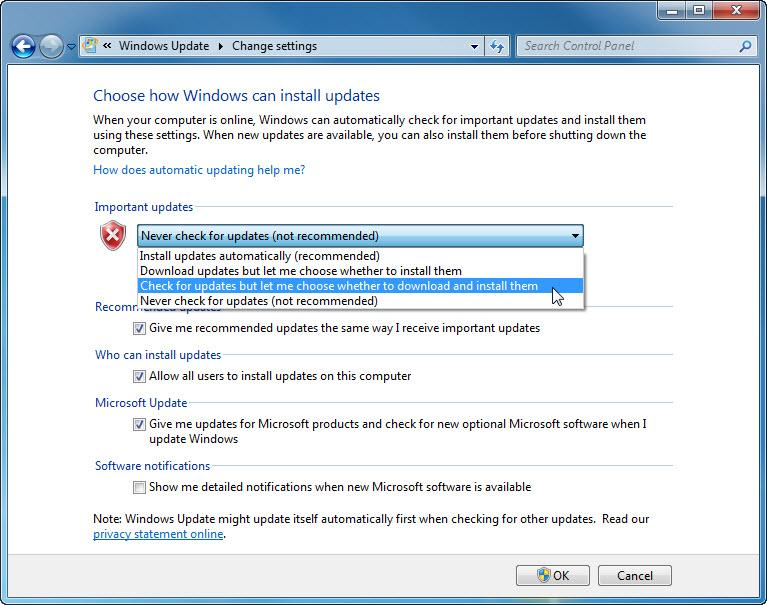 « Windows Update ▸ Change settings
Search Control Panel
Choose how Windows can install updates
When your computer is online, Windows can automatically check for important updates and install them
using these settings. When new updates are available, you can also install them before shutting down the
computer.
How does automatic updating help me?
Important updates
Never check for updates (not recommended)
Install updates automatically (recommended)
Download updates but let me choose whether to install them
Check for updates but let me choose whether to download and install them
Never check for updates (not recommended)
Recommended updates
Give me recommended updates the same way I receive important updates
Who can install updates
Allow all users to install updates on this computer
Microsoft Update
Give me updates for Microsoft products and check for new optional Microsoft software when I
update Windows
Software notifications
Show me detailed notifications when new Microsoft software is available
Note: Windows Update might update itself automatically first when checking for other updates. Read our
privacy statement online.
OK
Cancel